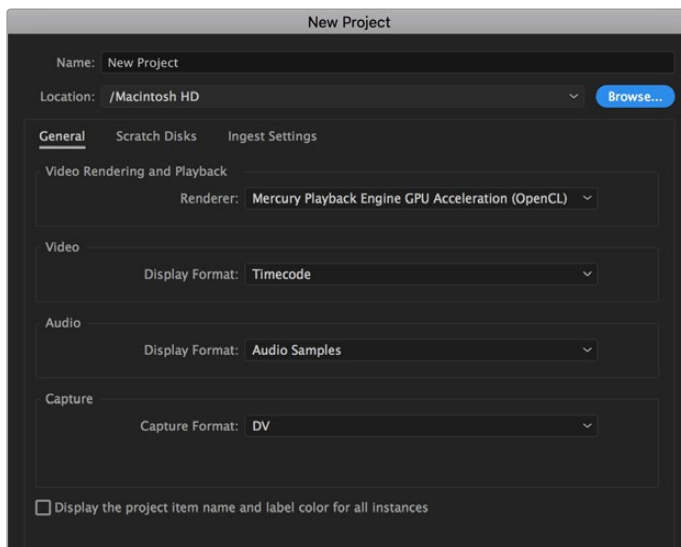 New Project
Name: New Project
Location: /Macintosh HD Browse...
General Scratch Disks Ingest Settings
Video Rendering and Playback
Renderer: Mercury Playback Engine GPU Acceleration (OpenCL)
Video
Display Format: Timecode
Audio
Display Format: Audio Samples
Capture
Capture Format: DV
Display the project item name and label color for all instances